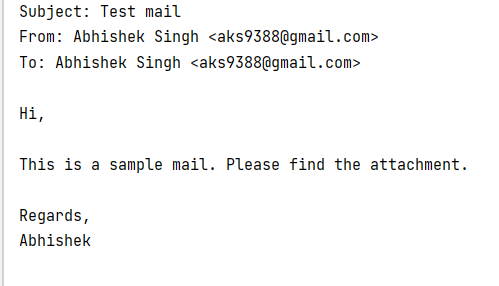 Subject: Test mail
From: Abhishek Singh <aks9388@gmail.com>
To: Abhishek Singh <aks9388@gmail.com>
Hi,
This is a sample mail. Please find the attachment.
Regards,
Abhishek